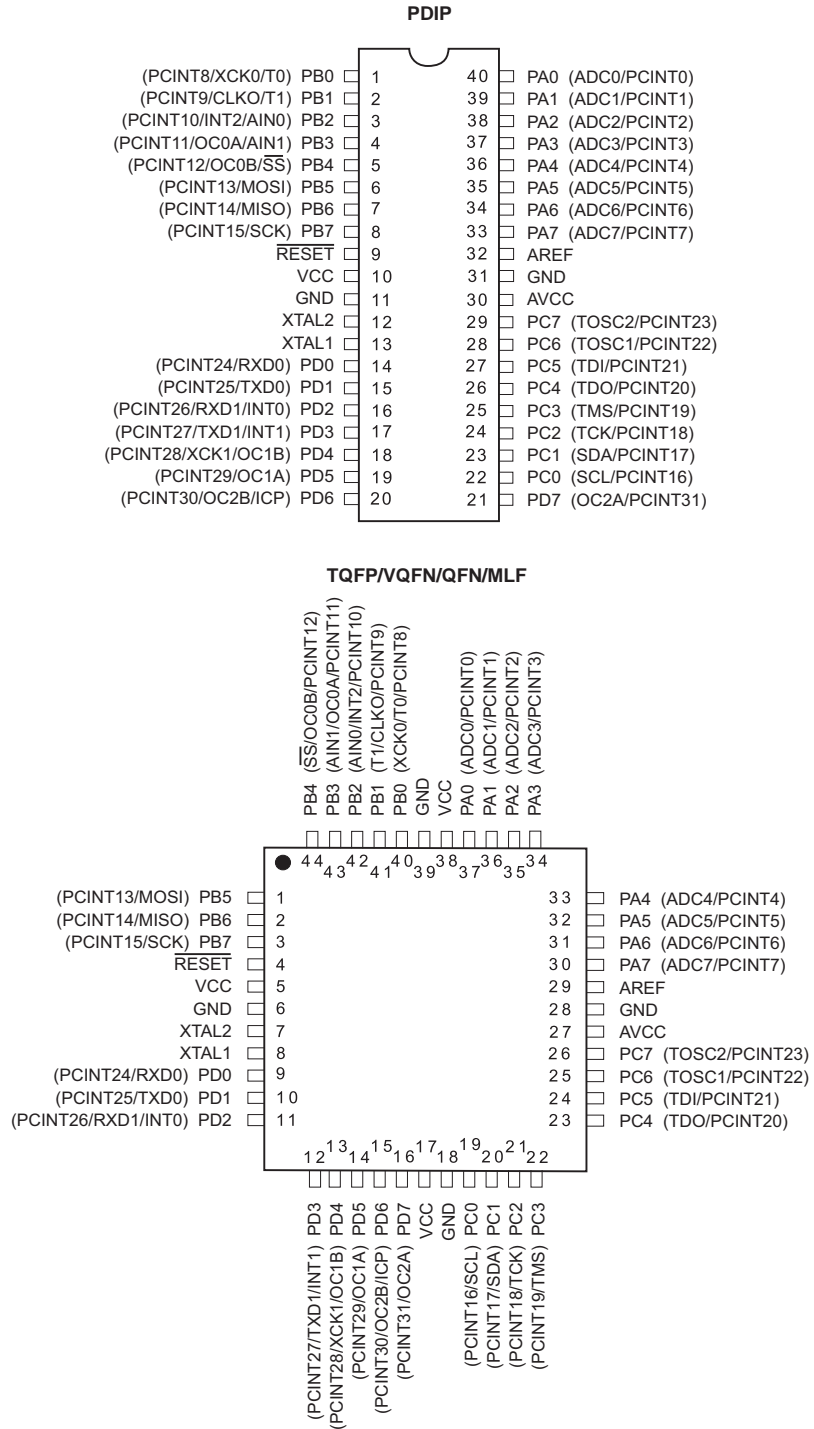 PDIP
(PCINT8/XCK0/T0) PB0 1 40 PA0 (ADC0/PCINT0)
(PCINT9/CLKO/T1) PB1 2 39 PA1 (ADC1/PCINT1)
(PCINT10/INT2/AIN0) PB2 3 38 PA2 (ADC2/PCINT2)
(PCINT11/OC0A/AIN1) PB3 4 37 PA3 (ADC3/PCINT3)
(PCINT12/OC0B/SS) PB4 5 36 PA4 (ADC4/PCINT4)
(PCINT13/MOSI) PB5 6 35 PA5 (ADC5/PCINT5)
(PCINT14/MISO) PB6 7 34 PA6 (ADC6/PCINT6)
(PCINT15/SCK) PB7 8 33 PA7 (ADC7/PCINT7)
RESET 9 32 AREF
VCC 10 31 GND
GND 11 30 AVCC
XTAL2 12 29 PC7 (TOSC2/PCINT23)
XTAL1 13 28 PC6 (TOSC1/PCINT22)
(PCINT24/RXD0) PD0 14 27 PC5 (TDI/PCINT21)
(PCINT25/TXD0) PD1 15 26 PC4 (TDO/PCINT20)
(PCINT26/RXD1/INT0) PD2 16 25 PC3 (TMS/PCINT19)
(PCINT27/TXD1/INT1) PD3 17 24 PC2 (TCK/PCINT18)
(PCINT28/XCK1/OC1B) PD4 18 23 PC1 (SDA/PCINT17)
(PCINT29/OC1A) PD5 19 22 PC0 (SCL/PCINT16)
(PCINT30/OC2B/ICP) PD6 20 21 PD7 (OC2A/PCINT31)
TQFP/VQFN/QFN/MLF
PB4 (SS/OC0B/PCINT12)
PB3 (AIN1/OC0A/PCINT11)
PB2 (AIN0/INT2/PCINT10)
PB1 (T1/CLKO/PCINT9)
PB0 (XCK0/T0/PCINT8)
GND
VCC
PA0 (ADC0/PCINT0)
PA1 (ADC1/PCINT1)
PA2 (ADC2/PCINT2)
PA3 (ADC3/PCINT3)
44 43 42 41 40 39 38 37 36 35 34
(PCINT13/MOSI) PB5 1 33 PA4 (ADC4/PCINT4)
(PCINT14/MISO) PB6 2 32 PA5 (ADC5/PCINT5)
(PCINT15/SCK) PB7 3 31 PA6 (ADC6/PCINT6)
RESET 4 30 PA7 (ADC7/PCINT7)
VCC 5 29 AREF
GND 6 28 GND
XTAL2 7 27 AVCC
XTAL1 8 26 PC7 (TOSC2/PCINT23)
(PCINT24/RXD0) PD0 9 25 PC6 (TOSC1/PCINT22)
(PCINT25/TXD0) PD1 10 24 PC5 (TDI/PCINT21)
(PCINT26/RXD1/INT0) PD2 11 23 PC4 (TDO/PCINT20)
12 13 14 15 16 17 18 19 20 21 22
(PCINT27/TXD1/INT1) PD3
(PCINT28/XCK1/OC1B) PD4
(PCINT29/OC1A) PD5
(PCINT30/OC2B/ICP) PD6
(PCINT31/OC2A) PD7
VCC
GND
(PCINT16/SCL) PC0
(PCINT17/SDA) PC1
(PCINT18/TCK) PC2
(PCINT19/TMS) PC3